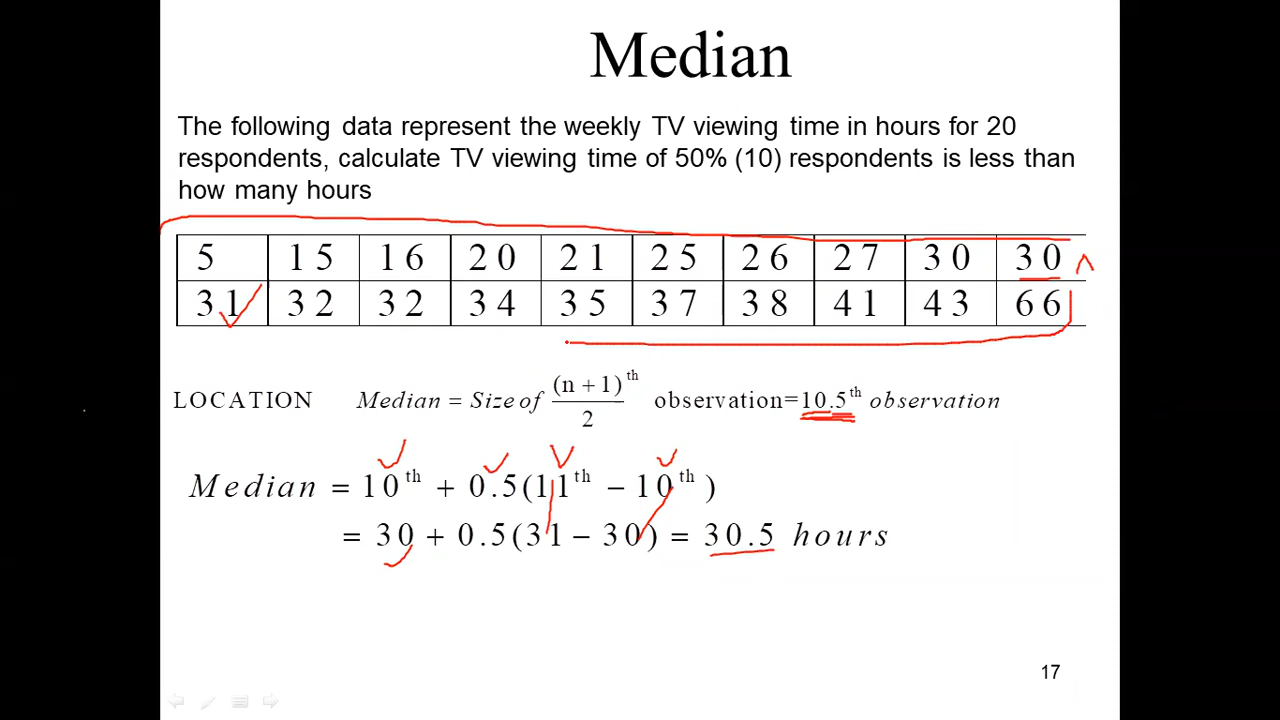 Median
The following data represent the weekly TV viewing time in hours for 20
respondents, calculate TV viewing time of 50% (10) respondents is less than
how many hours
5 15 16 20 21 25 26 27 30 30
31 32 32 34 35 37 38 41 43 66
LOCATION Median = Size of (n + 1)th / 2 observation=10.5th observation
Median = 10th + 0.5(11th − 10th)
= 30 + 0.5(31 − 30) = 30.5 hours
17